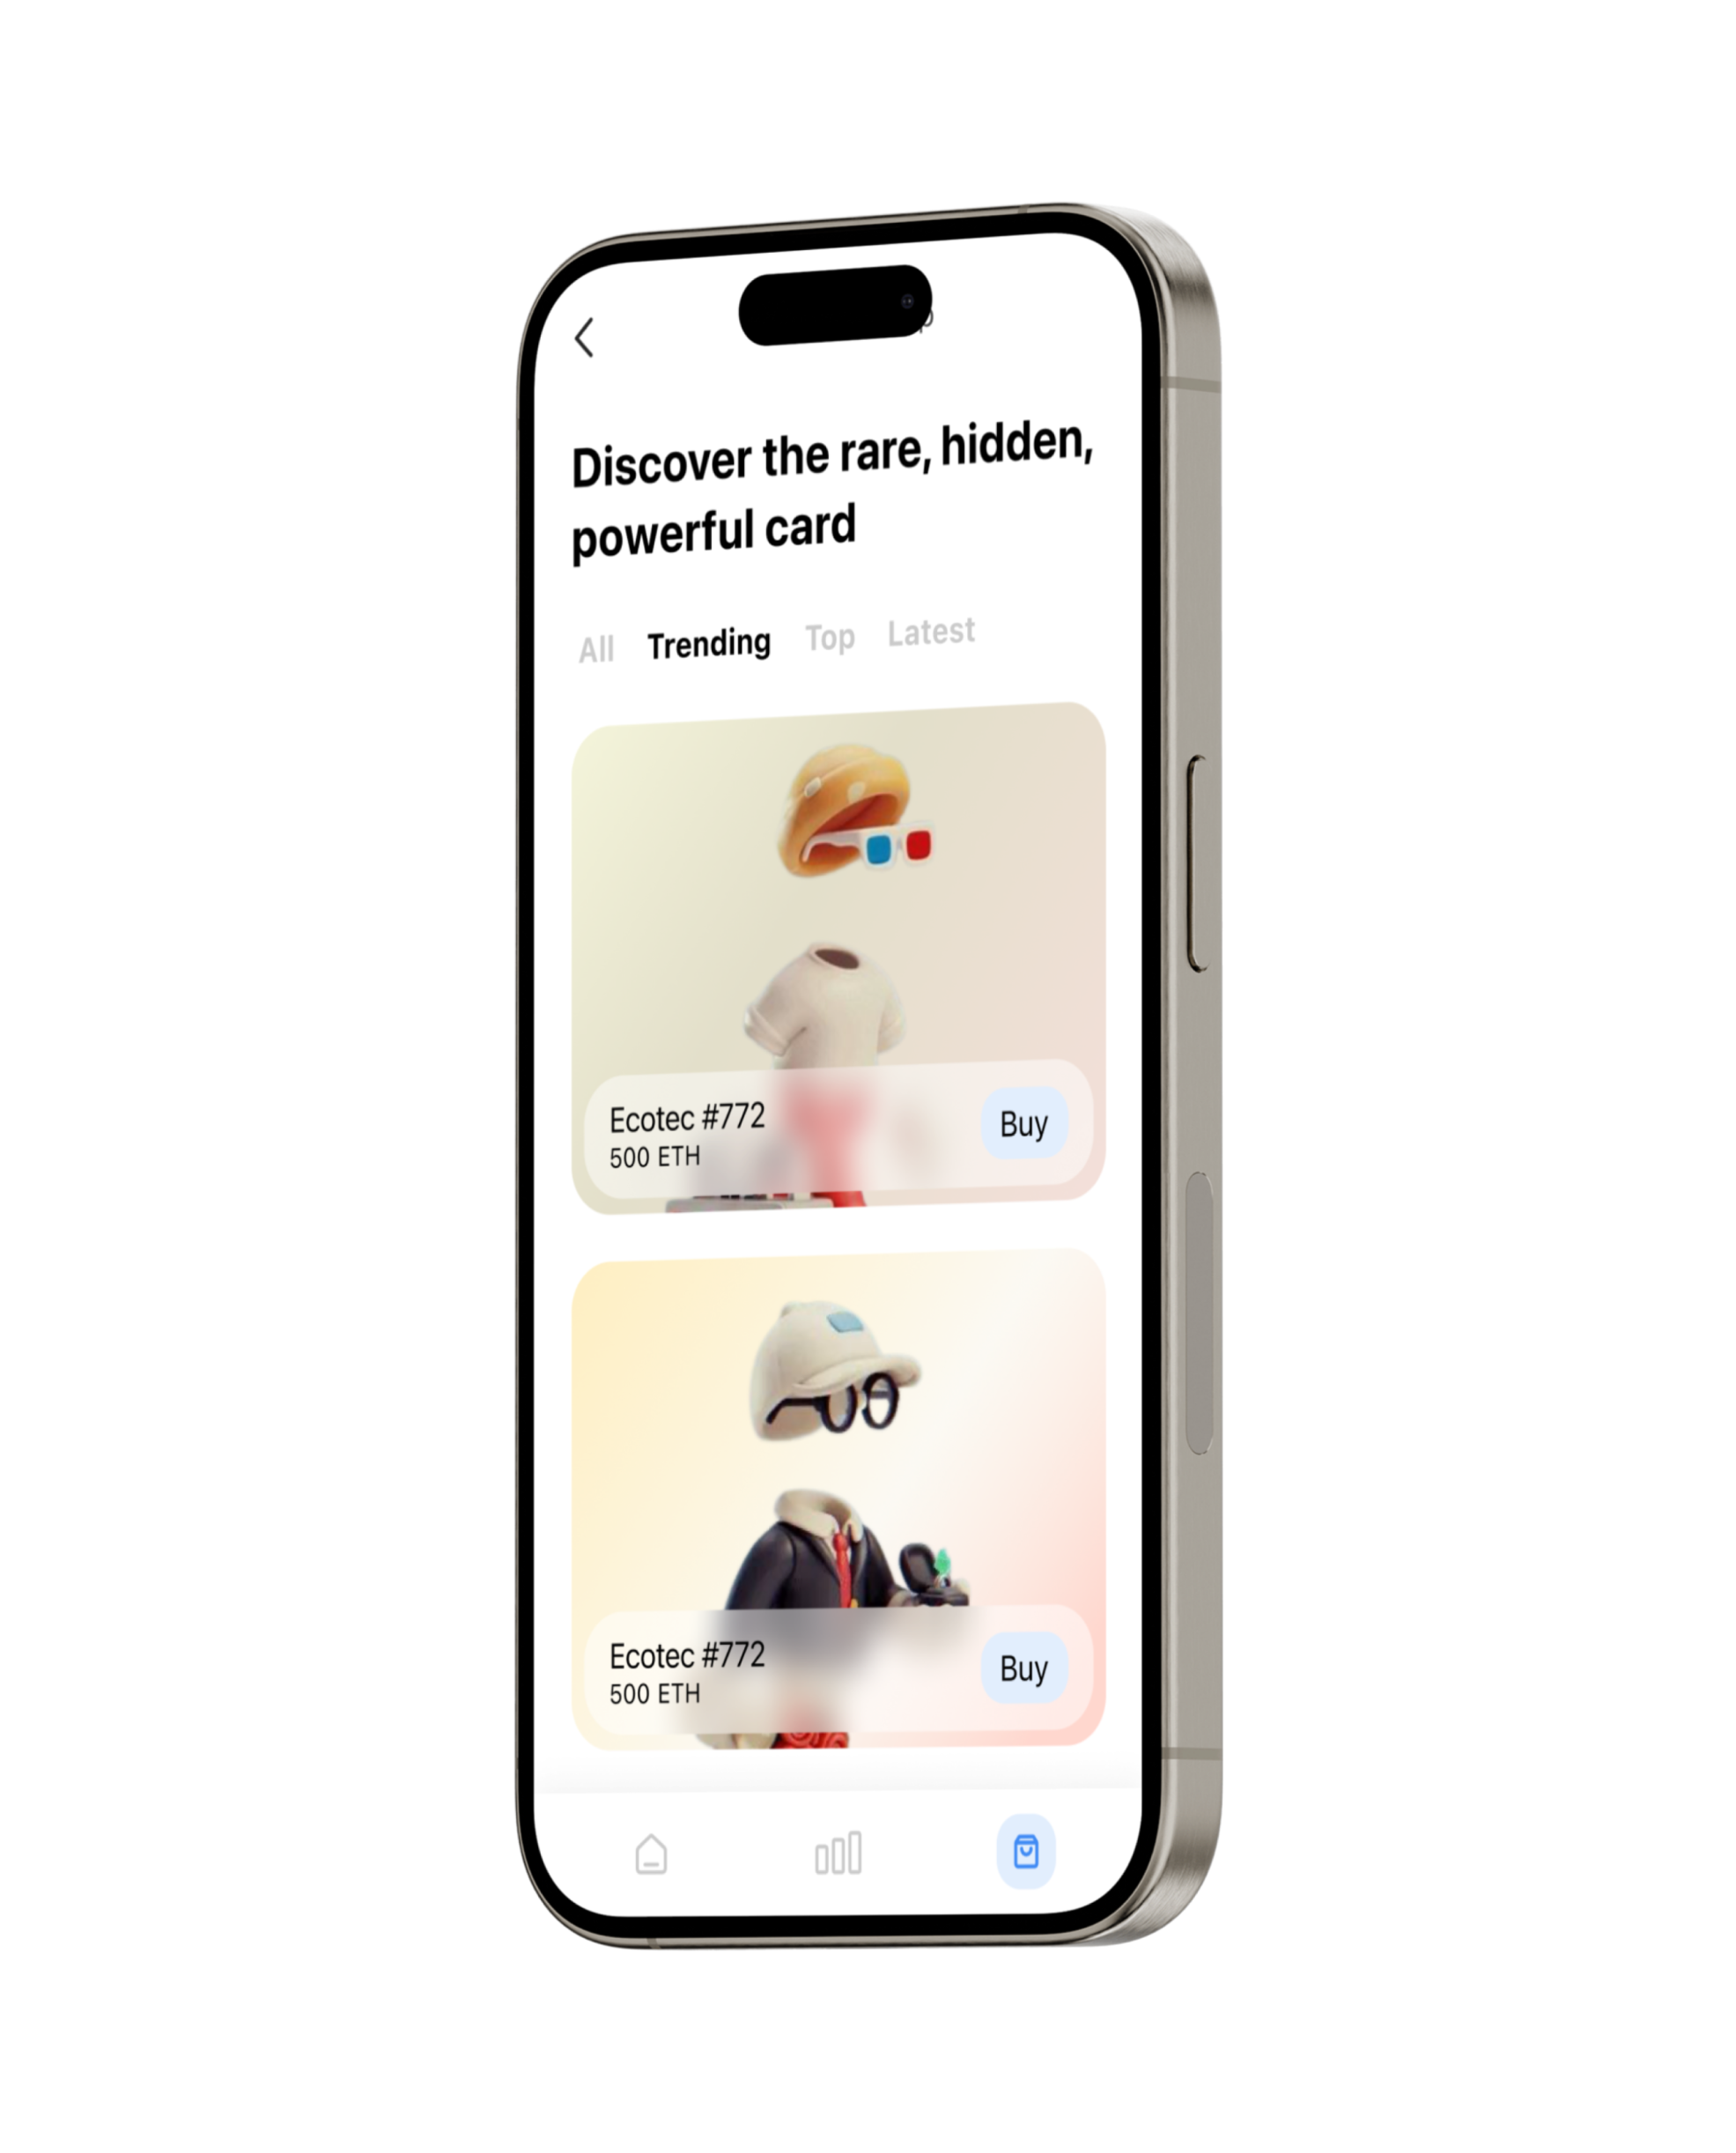 Discover the rare, hidden,
powerful card
All Trending Top Latest
Ecotec #772
500 ETH
Buy
Ecotec #772
500 ETH
Buy